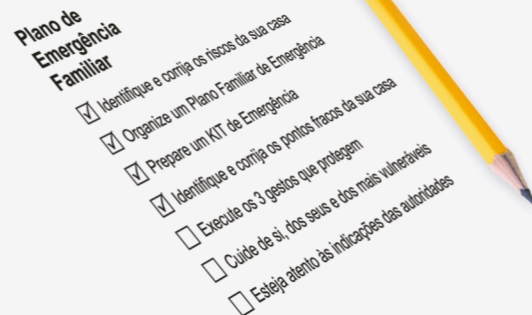 Plano de
Emergência
Familiar
Identifique e corrija os riscos da sua casa
Organize um Plano Familiar de Emergência
Prepare um KIT de Emergência
Identifique e corrija os pontos fracos da sua casa
Execute os 3 gestos que protegem
Cuide de si, dos seus e dos mais vulneráveis
Esteja atento às indicações das autoridades